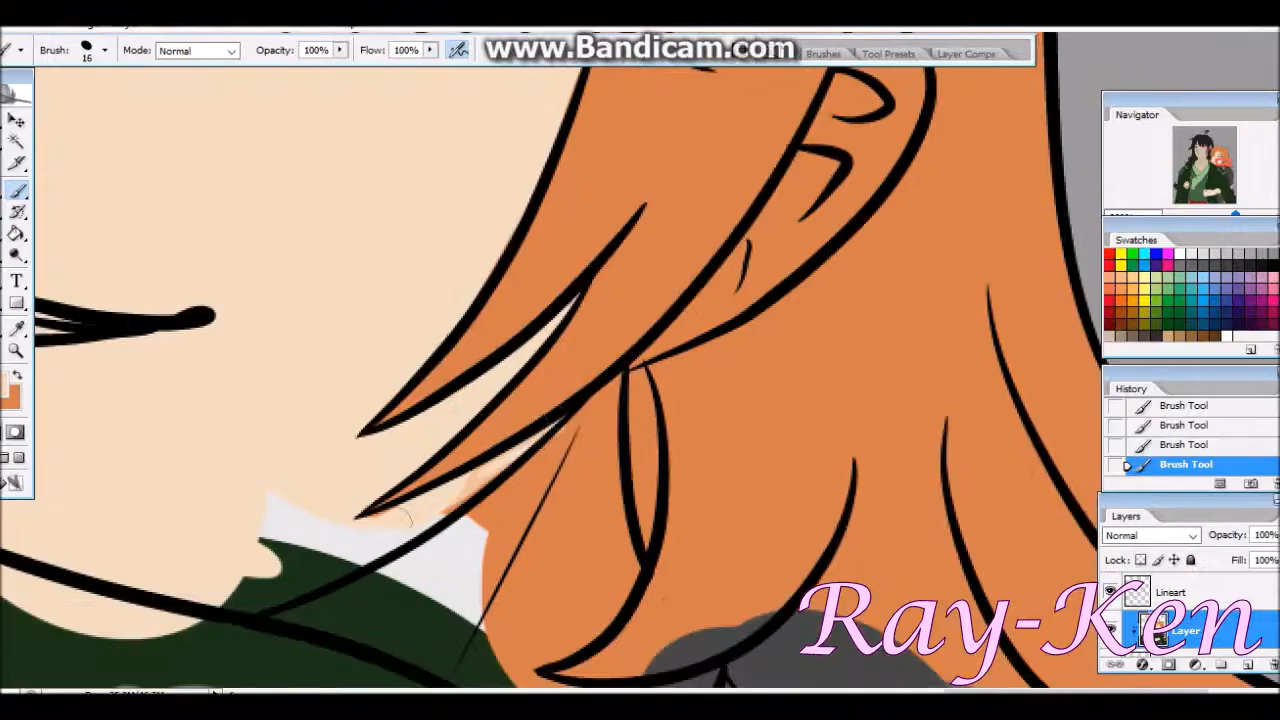 www.Bandicam.com
Brush: 16 Mode: Normal Opacity: 100% Flow: 100% Brushes Tool Presets Layer Comps
Navigator
Swatches
History
Brush Tool
Brush Tool
Brush Tool
Brush Tool
Layers
Normal Opacity: 100%
Lock: Fill: 100%
Lineart
Layer
Ray-Ken